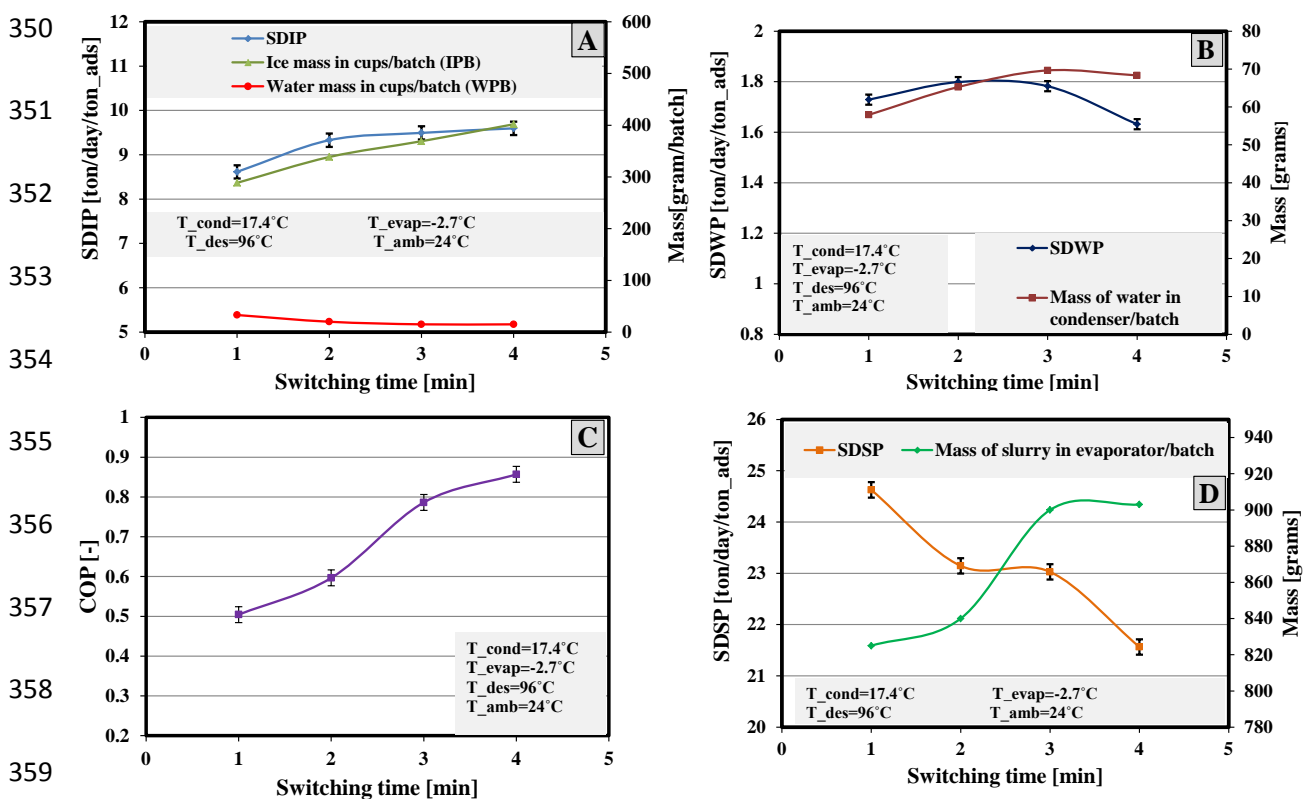 350
351
352
353
354
355
356
357
358
359
A
SDIP
Ice mass in cups/batch (IPB)
Water mass in cups/batch (WPB)
T_cond=17.4°C T_evap=-2.7°C
T_des=96°C T_amb=24°C
SDIP [ton/day/ton_ads]
12
11
10
9
8
7
6
5
Mass[gram/batch)
600
500
400
300
200
100
0
0 1 2 3 4 5
Switching time [min]
B
SDWP [ton/day/ton_ads]
2
1.8
1.6
1.4
1.2
1
0.8
Mass [grams)
80
70
60
50
40
30
20
10
0
T_cond=17.4°C
T_evap=-2.7°C
T_des=96°C
T_amb=24°C
SDWP
Mass of water in
condenser/batch
0 1 2 3 4 5
Switching time [min]
C
COP [-]
1
0.9
0.8
0.7
0.6
0.5
0.4
0.3
0.2
T_cond=17.4°C
T_evap=-2.7°C
T_des=96°C
T_amb=24°C
0 1 2 3 4 5
Switching time [min]
SDSP Mass of slurry in evaporator/batch
D
SDSP [ton/day/ton_ads]
26
25
24
23
22
21
20
Mass [grams)
940
920
900
880
860
840
820
800
780
T_cond=17.4°C T_evap=-2.7°C
T_des=96°C T_amb=24°C
0 1 2 3 4 5
Switching time [min]